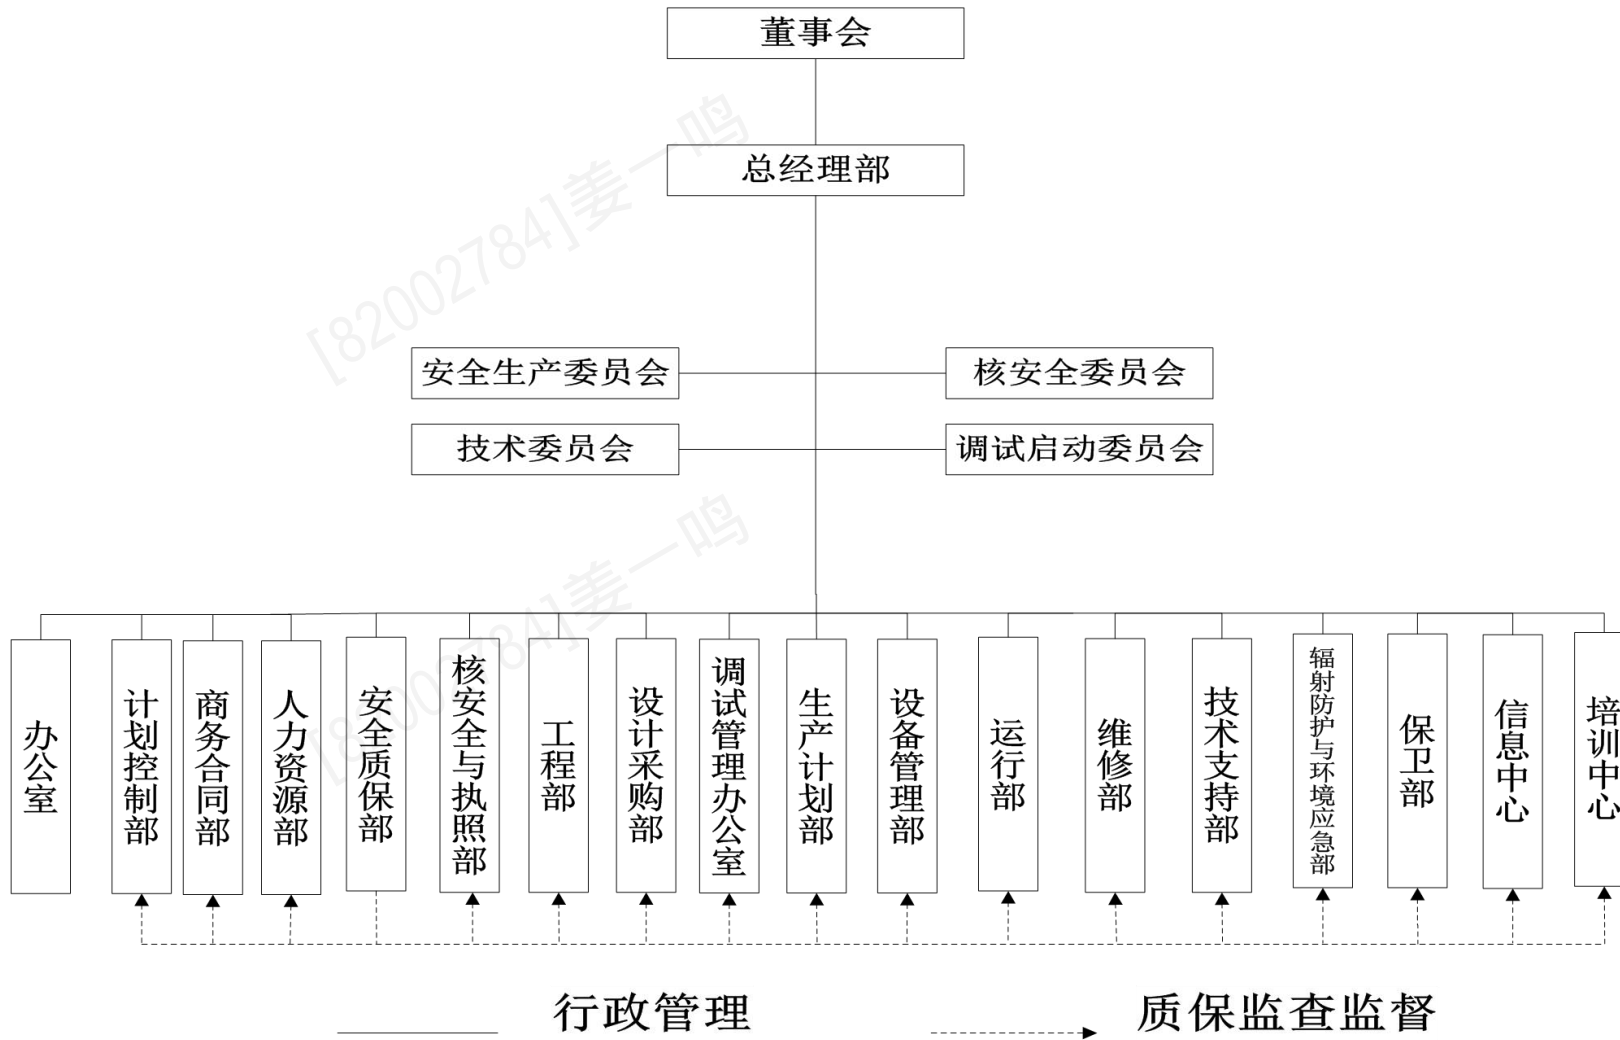 董事会
总经理部
安全生产委员会
核安全委员会
技术委员会
调试启动委员会
办公室
计划控制部
商务合同部
人力资源部
安全质保部
核安全与执照部
工程部
设计采购部
调试管理办公室
生产计划部
设备管理部
运行部
维修部
技术支持部
辐射防护与环境应急部
保卫部
信息中心
培训中心
行政管理
质保监查监督
[82002784]姜一鸣
[82002784]姜一鸣